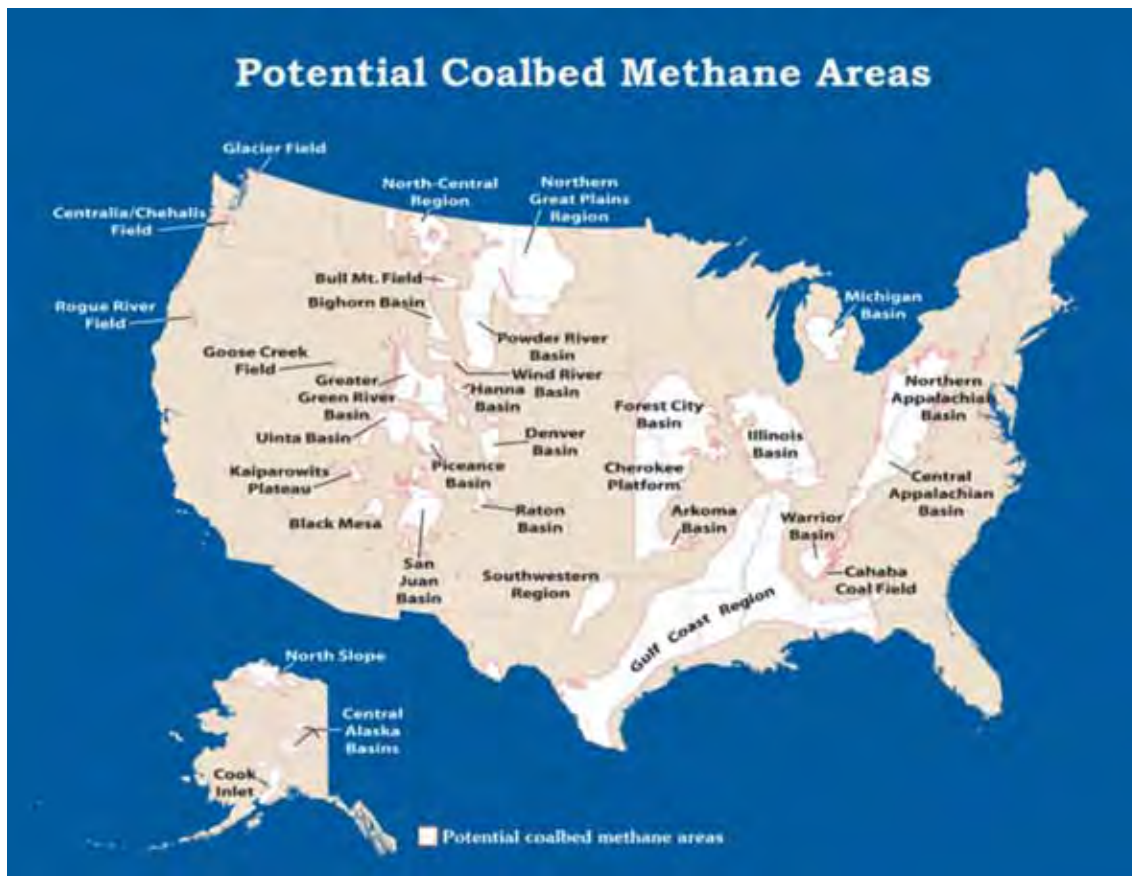 Potential Coalbed Methane Areas
Glacier Field
North-Central
Region
Northern
Great Plains
Region
Centralia/Chehalis
Field
Bull Mt. Field
Bighorn Basin
Rogue River
Field
Michigan
Basin
Powder River
Basin
Goose Creek
Field
Wind River
Basin
Greater
Green River
Basin
Hanna
Basin
Northern
Appalachian
Basin
Forest City
Basin
Uinta Basin
Denver
Basin
Illinois
Basin
Kaiparowits
Plateau
Piceance
Basin
Cherokee
Platform
Central
Appalachian
Basin
Black Mesa
Raton
Basin
Arkoma
Basin
Warrior
Basin
San
Juan
Basin
Southwestern
Region
Cahaba
Coal Field
Gulf Coast Region
North Slope
Central
Alaska
Basins
Cook
Inlet
Potential coalbed methane areas